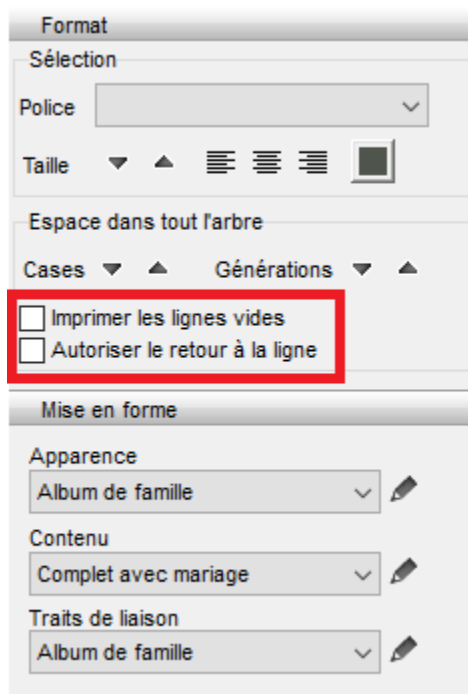 Format
Sélection
Police
Taille
Espace dans tout l'arbre
Cases Générations
Imprimer les lignes vides
Autoriser le retour à la ligne
Mise en forme
Apparence
Album de famille
Contenu
Complet avec mariage
Traits de liaison
Album de famille